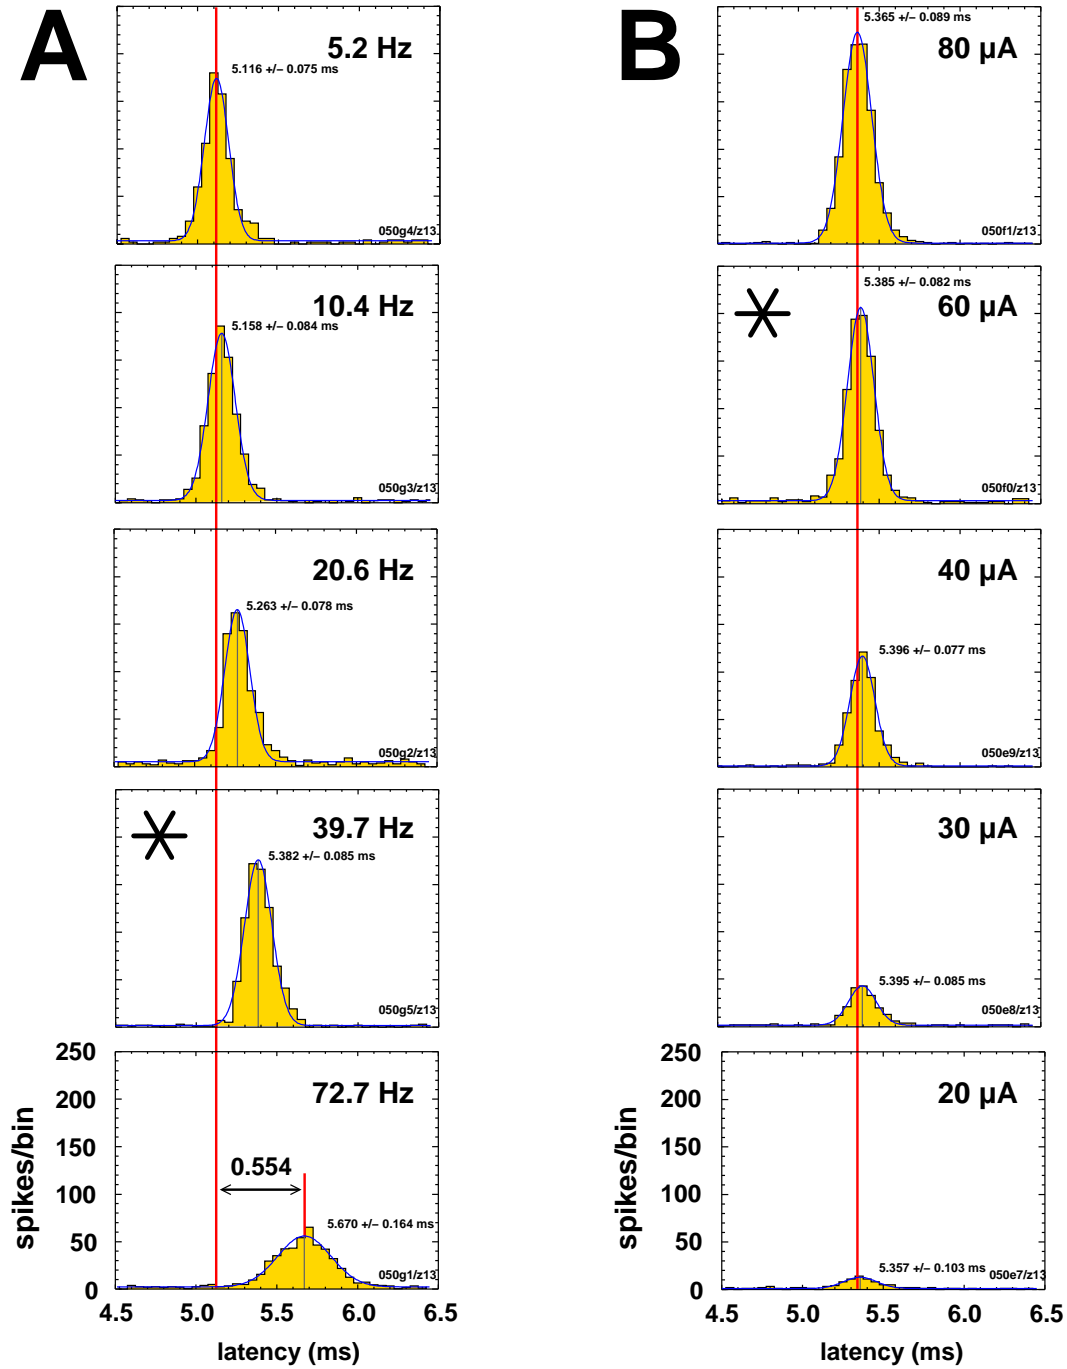 A
5.2 Hz
5.116 +/– 0.075 ms
050g4/z13
10.4 Hz
5.158 +/– 0.084 ms
050g3/z13
20.6 Hz
5.263 +/– 0.078 ms
050g2/z13
39.7 Hz
5.382 +/– 0.085 ms
050g5/z13
250
200
150
100
50
0
spikes/bin
72.7 Hz
0.554
5.670 +/– 0.164 ms
050g1/z13
4.5 5.0 5.5 6.0 6.5
latency (ms)
B
5.365 +/– 0.089 ms
80 µA
050f1/z13
5.385 +/– 0.082 ms
60 µA
050f0/z13
40 µA
5.396 +/– 0.077 ms
050e9/z13
30 µA
5.395 +/– 0.085 ms
050e8/z13
250
200
150
100
50
0
spikes/bin
20 µA
5.357 +/– 0.103 ms
050e7/z13
4.5 5.0 5.5 6.0 6.5
latency (ms)